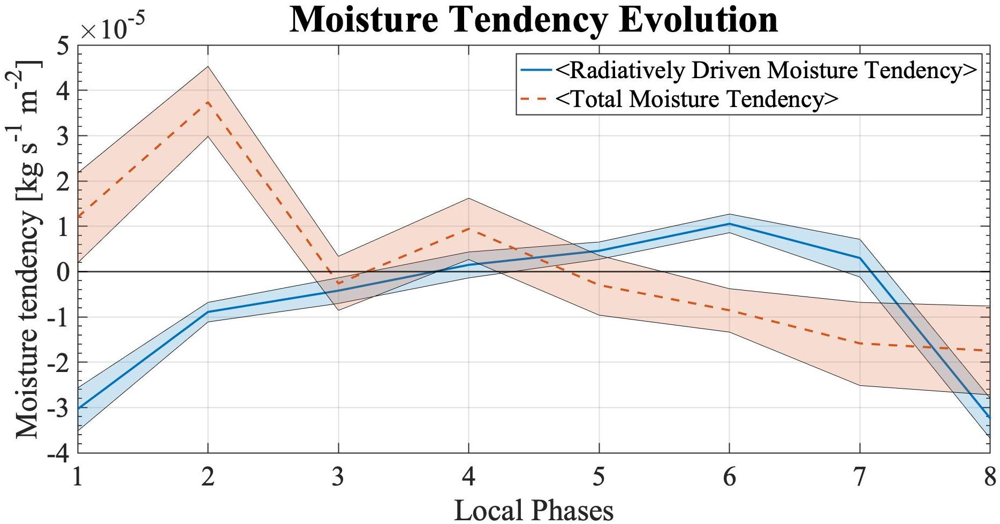 Moisture Tendency Evolution
×10⁻⁵
<Radiatively Driven Moisture Tendency>
<Total Moisture Tendency>
Moisture tendency [kg s⁻¹ m⁻²]
5
4
3
2
1
0
-1
-2
-3
-4
1 2 3 4 5 6 7 8
Local Phases